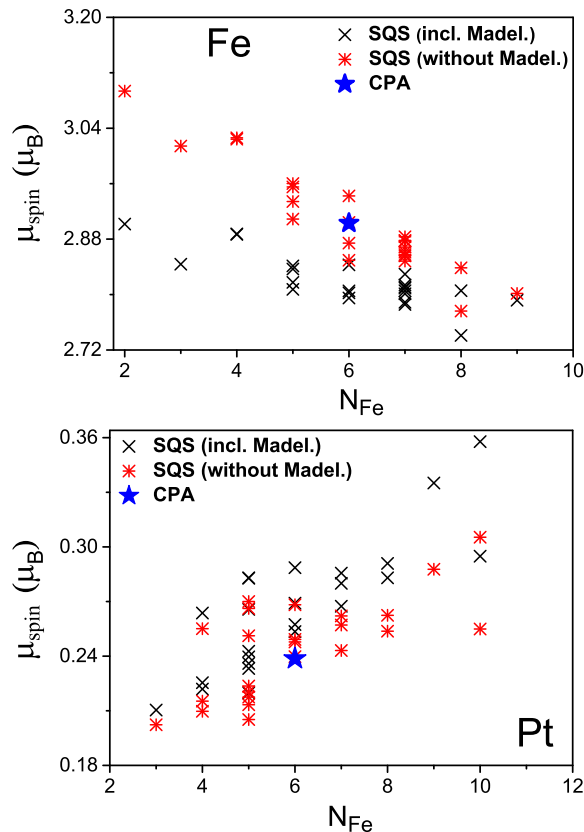 Fe
SQS (incl. Madel.)
SQS (without Madel.)
CPA
3.20
3.04
2.88
2.72
μspin (μB)
2 4 6 8 10
NFe
SQS (incl. Madel.)
SQS (without Madel.)
CPA
0.36
0.30
0.24
0.18
μspin (μB)
Pt
2 4 6 8 10 12
NFe